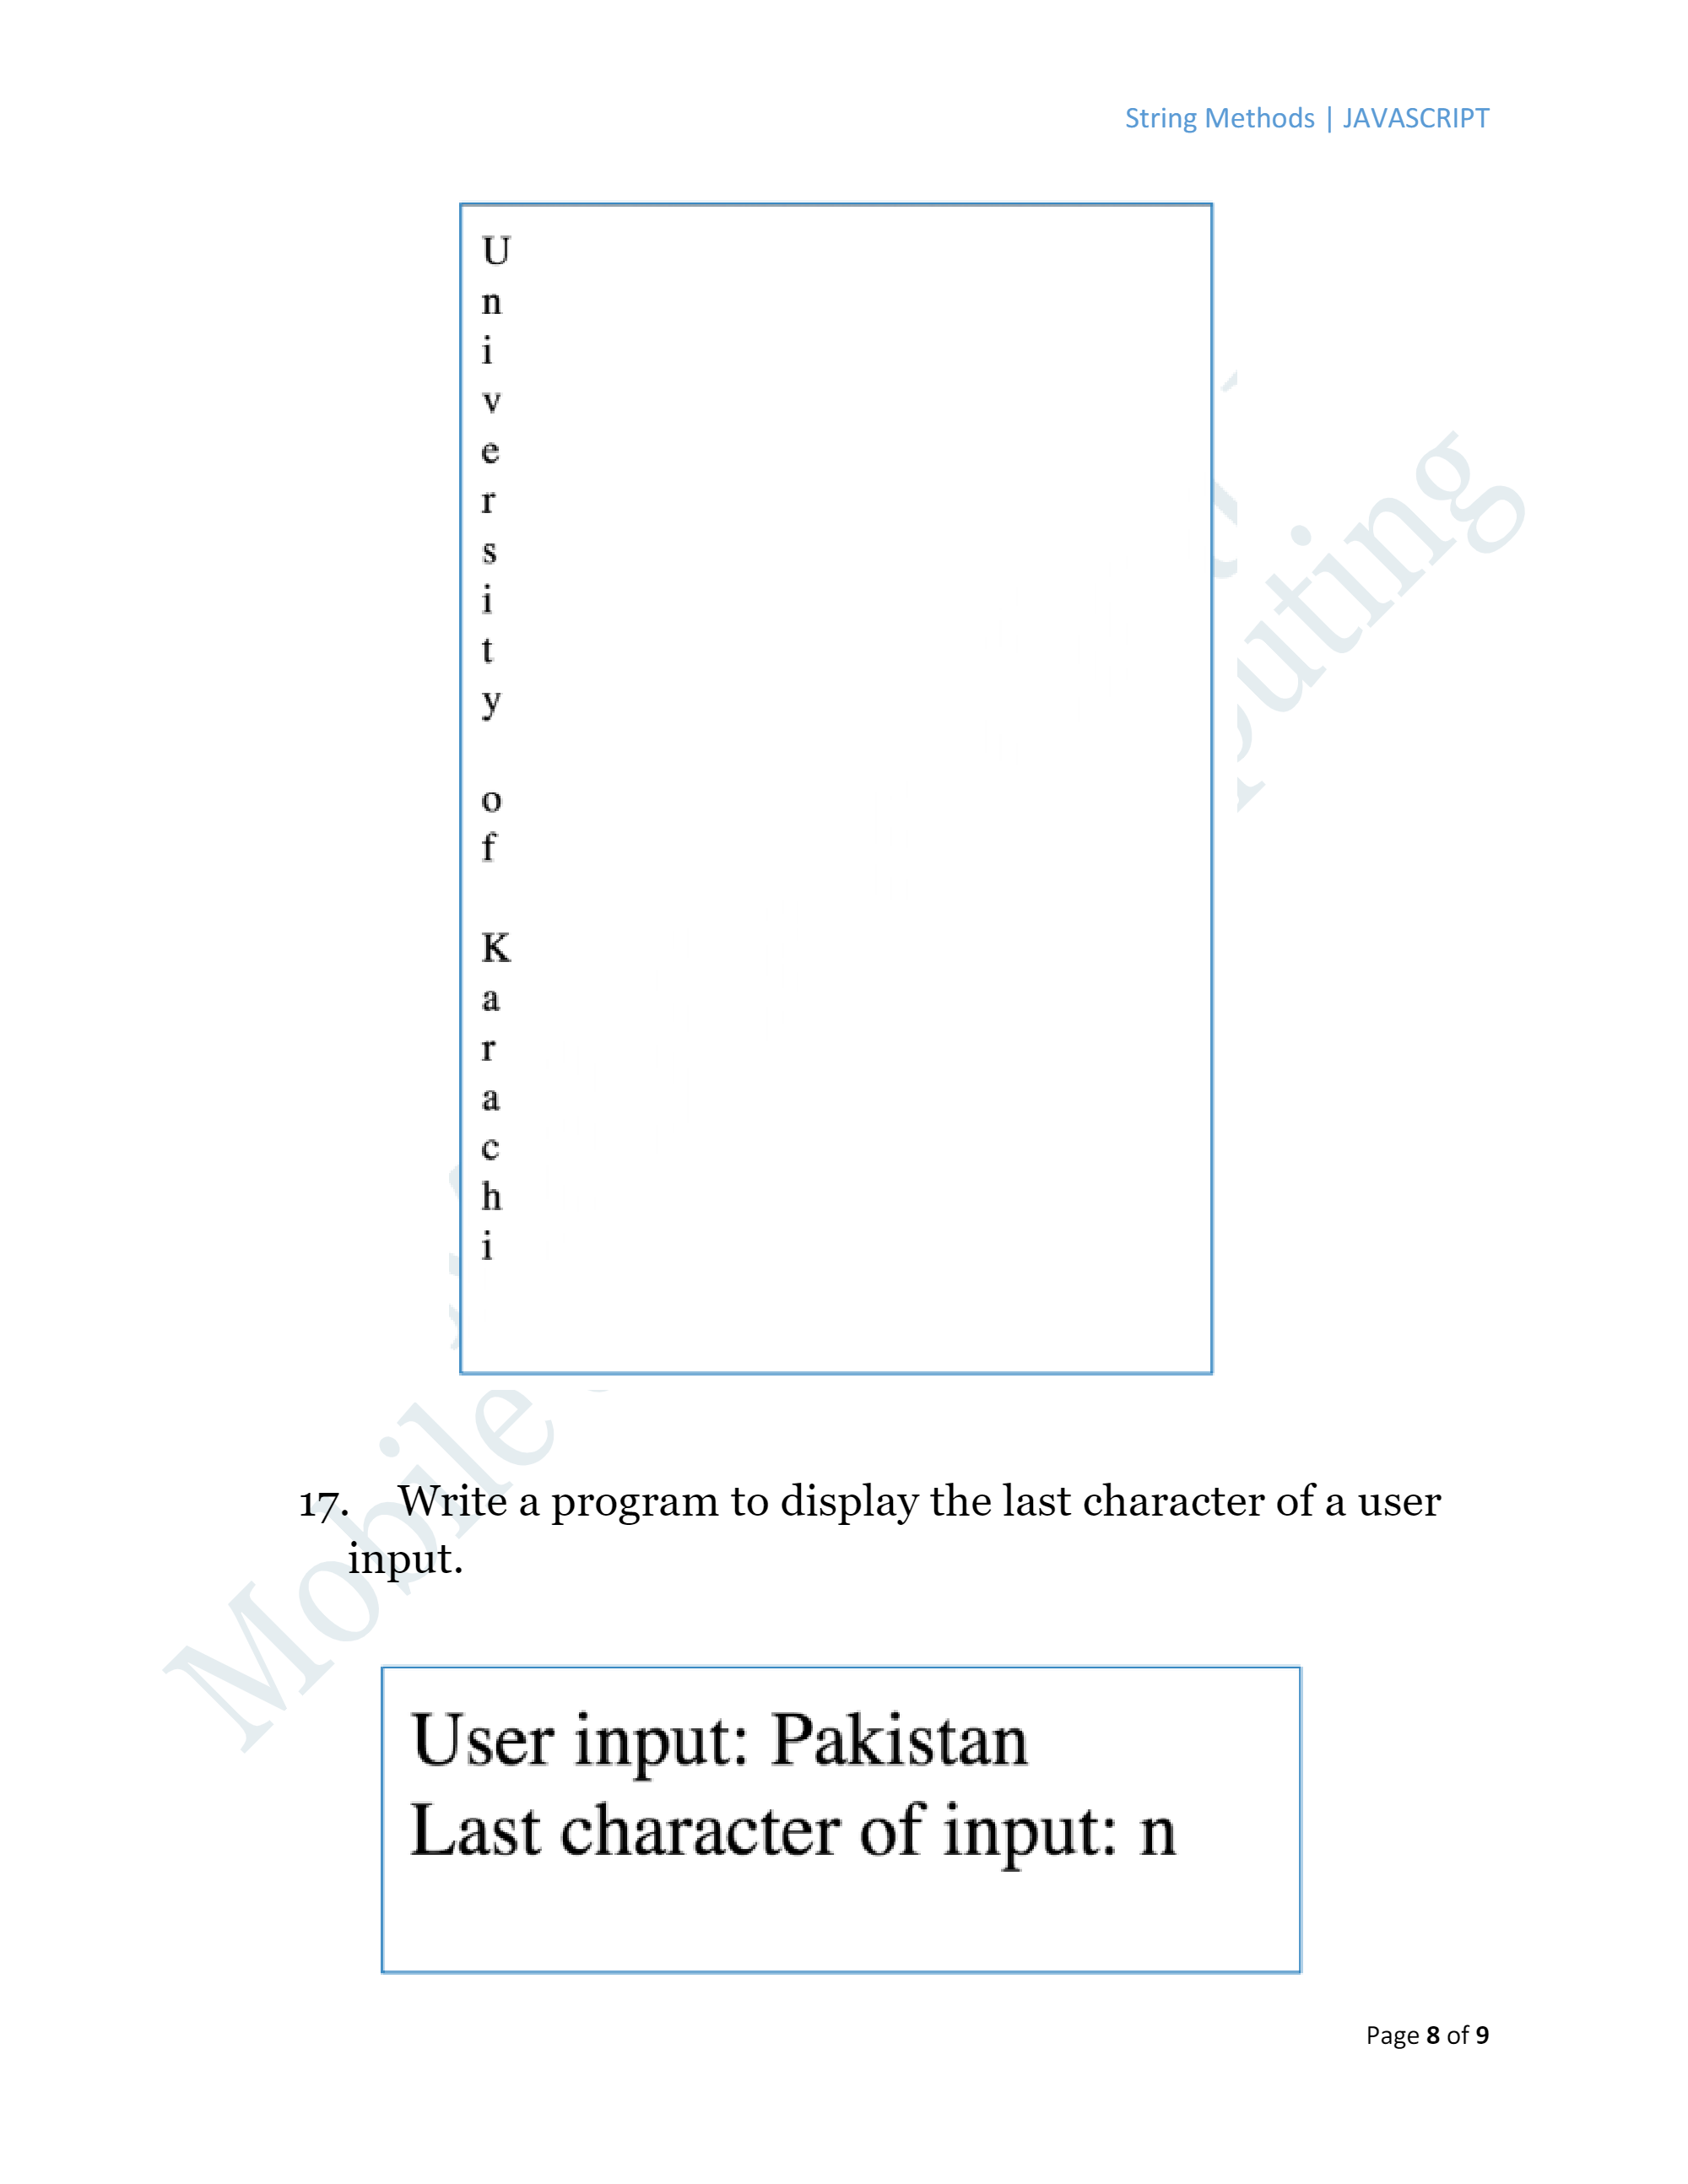 String Methods | JAVASCRIPT
U
n
i
v
e
r
s
i
t
y
o
f
K
a
r
a
c
h
i
17. Write a program to display the last character of a user
input.
User input: Pakistan
Last character of input: n
Page 8 of 9
Mobile